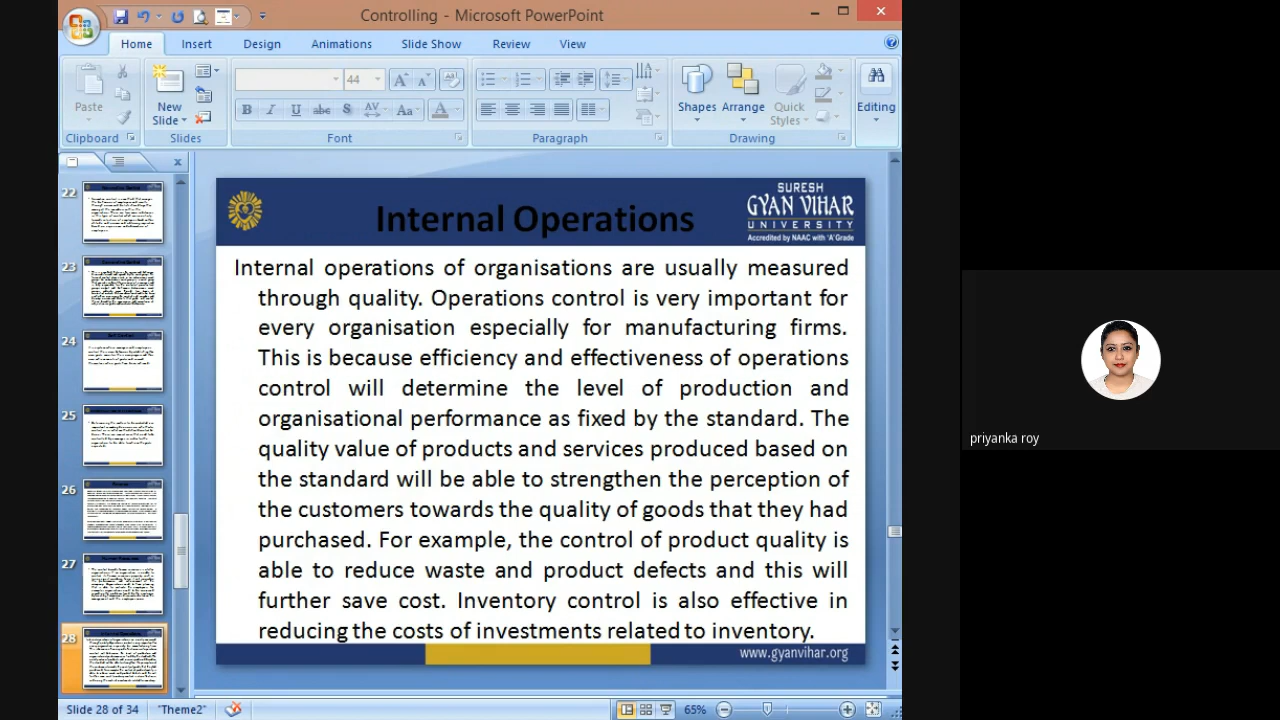 Controlling - Microsoft PowerPoint
Home Insert Design Animations Slide Show Review View
44
Paste
New
Slide
Shapes Arrange Quick
Styles
Editing
Clipboard Slides Font Paragraph Drawing
22
23
24
25
26
27
28
Internal Operations
SURESH
GYAN VIHAR
UNIVERSITY
Accredited by NAAC with 'A' Grade
Internal operations of organisations are usually measured
through quality. Operations control is very important for
every organisation especially for manufacturing firms.
This is because efficiency and effectiveness of operations
control will determine the level of production and
organisational performance as fixed by the standard. The
quality value of products and services produced based on
the standard will be able to strengthen the perception of
the customers towards the quality of goods that they had
purchased. For example, the control of product quality is
able to reduce waste and product defects and this will
further save cost. Inventory control is also effective in
reducing the costs of investments related to inventory.
www.gyanvihar.org
Slide 28 of 34 "Theme2" 65%
priyanka roy